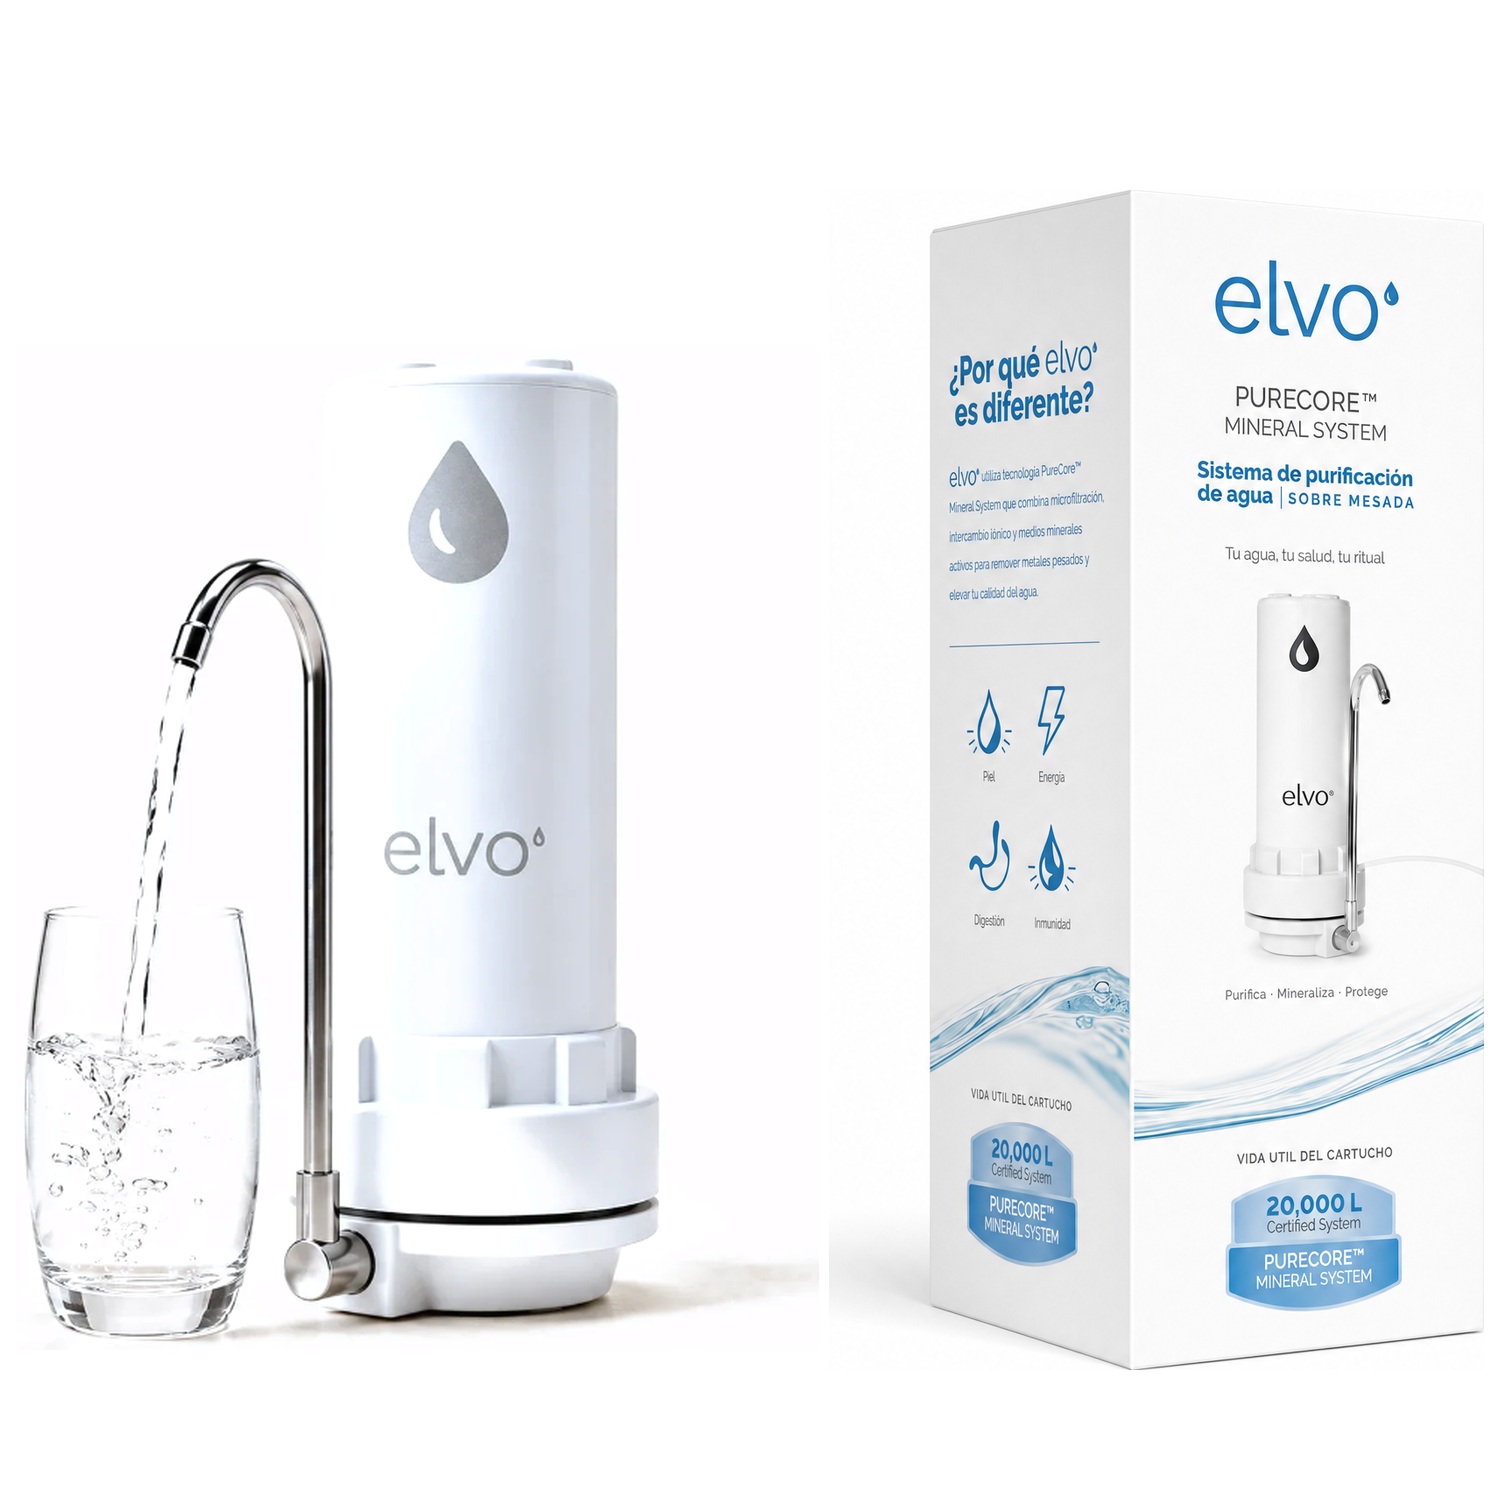 elvo
¿Por qué elvo
es diferente?
elvo utiliza tecnología PureCore™
Mineral System que combina microfiltración,
intercambio iónico y medios minerales
activos para remover metales pesados y
elevar tu calidad del agua.
Piel
Energía
Digestión
Inmunidad
VIDA UTIL DEL CARTUCHO
20,000 L
Certified System
PURECORE™
MINERAL SYSTEM
elvo
PURECORE™
MINERAL SYSTEM
Sistema de purificación
de agua | SOBRE MESADA
Tu agua, tu salud, tu ritual
elvo®
Purifica · Mineraliza · Protege
VIDA UTIL DEL CARTUCHO
20,000 L
Certified System
PURECORE™
MINERAL SYSTEM